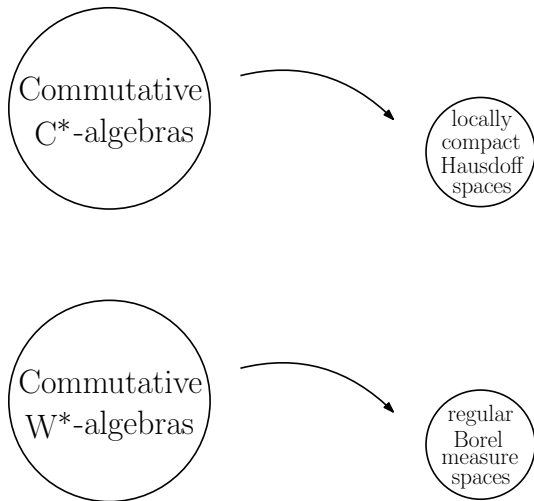 Commutative
C*-algebras
locally
compact
Hausdoff
spaces
Commutative
W*-algebras
regular
Borel
measure
spaces